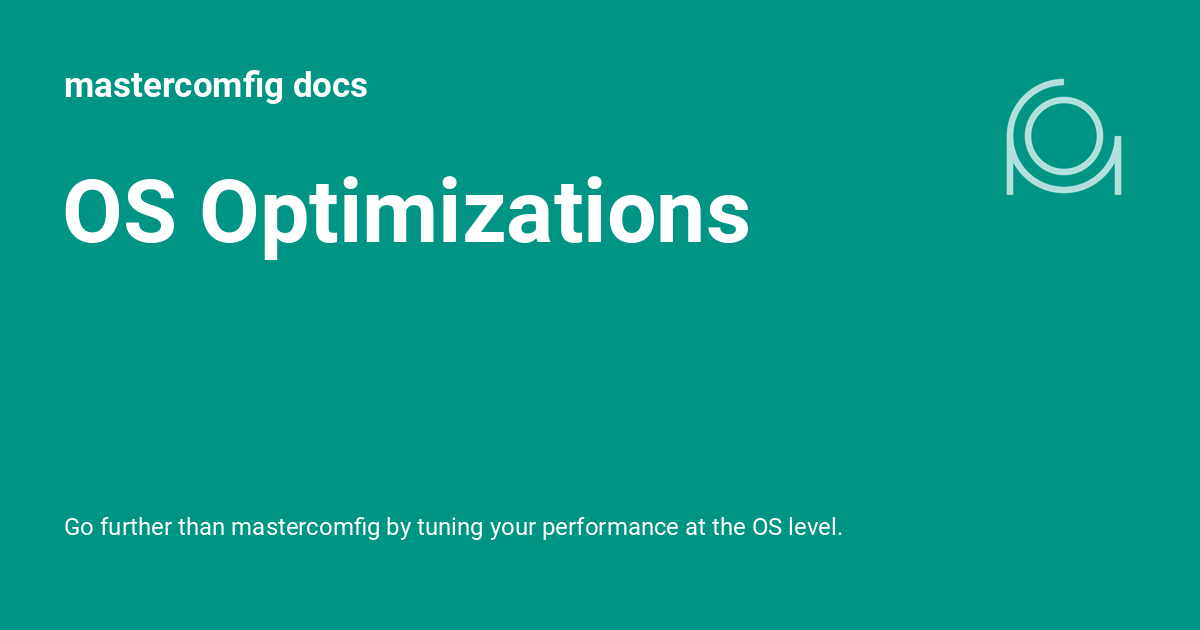 mastercomfig docs
OS Optimizations
Go further than mastercomfig by tuning your performance at the OS level.